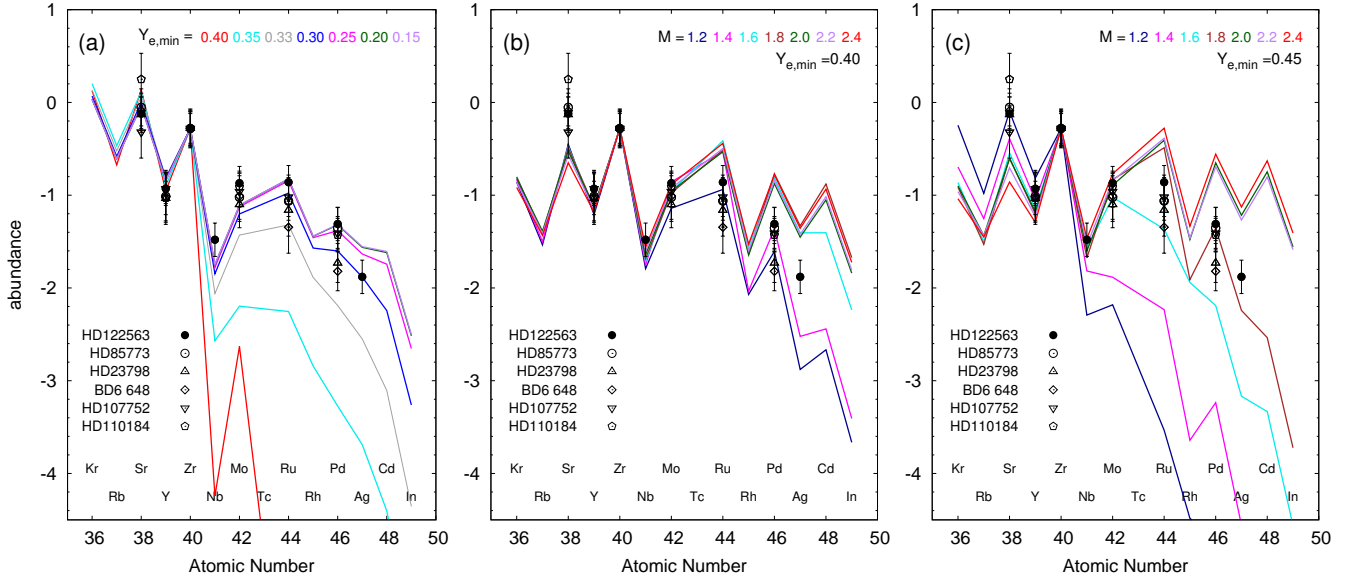 (a) Y e,min = 0.40 0.35 0.33 0.30 0.25 0.20 0.15
abundance
1
0
-1
-2
-3
-4
HD122563
HD85773
HD23798
BD6 648
HD107752
HD110184
Kr Sr Zr Mo Ru Pd Cd
Rb Y Nb Tc Rh Ag In
36 38 40 42 44 46 48 50
Atomic Number
(b) M = 1.2 1.4 1.6 1.8 2.0 2.2 2.4
Y e,min =0.40
HD122563
HD85773
HD23798
BD6 648
HD107752
HD110184
Kr Sr Zr Mo Ru Pd Cd
Rb Y Nb Tc Rh Ag In
36 38 40 42 44 46 48 50
Atomic Number
(c) M = 1.2 1.4 1.6 1.8 2.0 2.2 2.4
Y e,min =0.45
HD122563
HD85773
HD23798
BD6 648
HD107752
HD110184
Kr Sr Zr Mo Ru Pd Cd
Rb Y Nb Tc Rh Ag In
36 38 40 42 44 46 48 50
Atomic Number